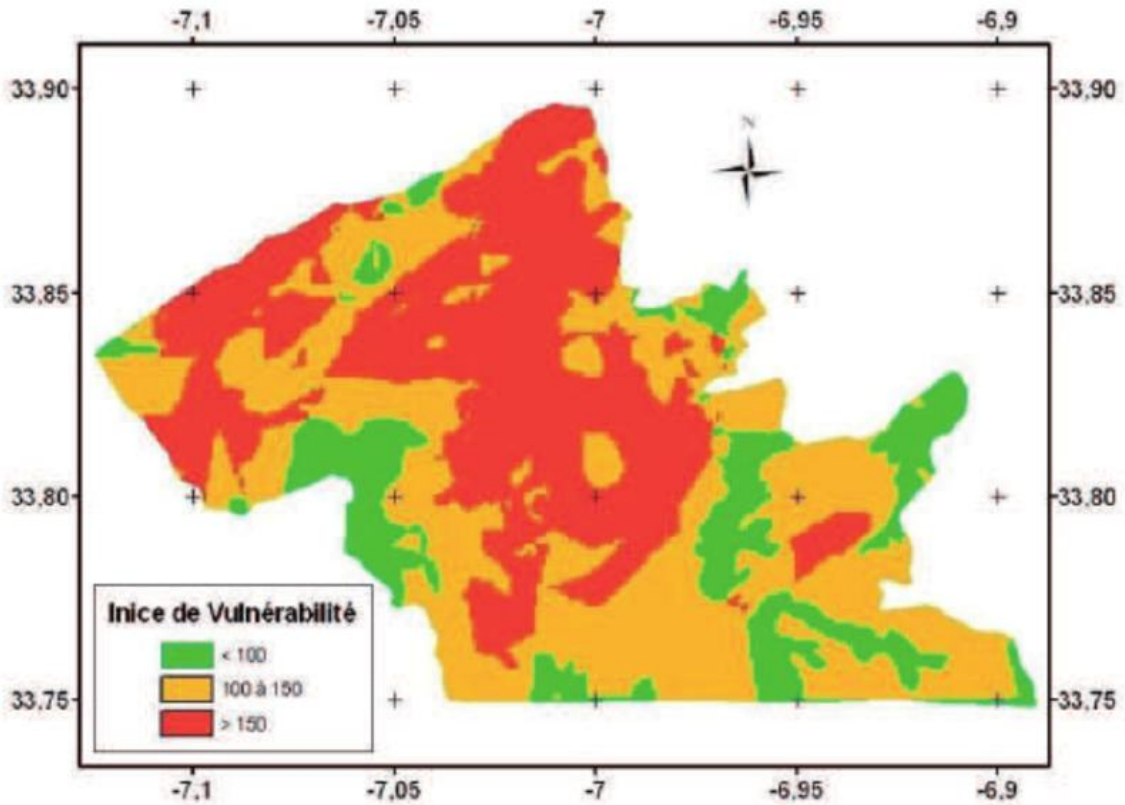 -7,1 -7,05 -7 -6,95 -6,9
33,90 33,90
N
33,85 33,85
33,80 33,80
Inice de Vulnérabilité
< 100
100 à 150
> 150
33,75 33,75
-7,1 -7,05 -7 -6,95 -6,9